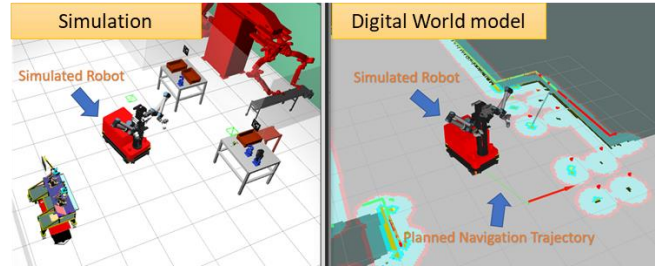 Simulation
Simulated Robot
Digital World model
Simulated Robot
Planned Navigation Trajectory